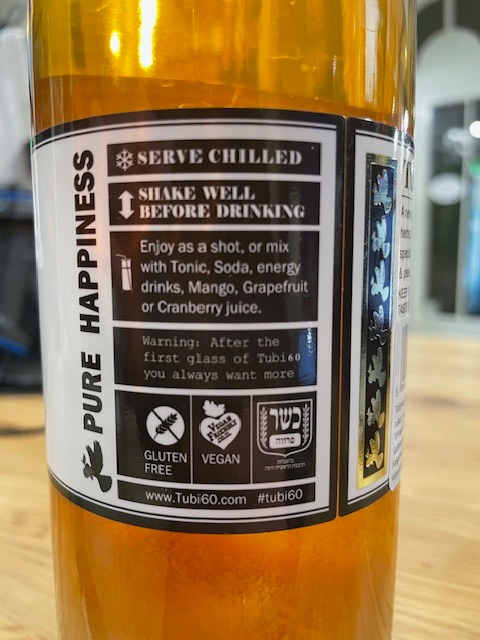 PURE HAPPINESS
SERVE CHILLED
SHAKE WELL
BEFORE DRINKING
Enjoy as a shot, or mix
with Tonic, Soda, energy
drinks, Mango, Grapefruit
or Cranberry juice.
Warning: After the
first glass of Tubi60
you always want more
GLUTEN
FREE
VEGAN
FRIENDLY
VEGAN
כשר
פרווה
www.Tubi60.com #tubi60